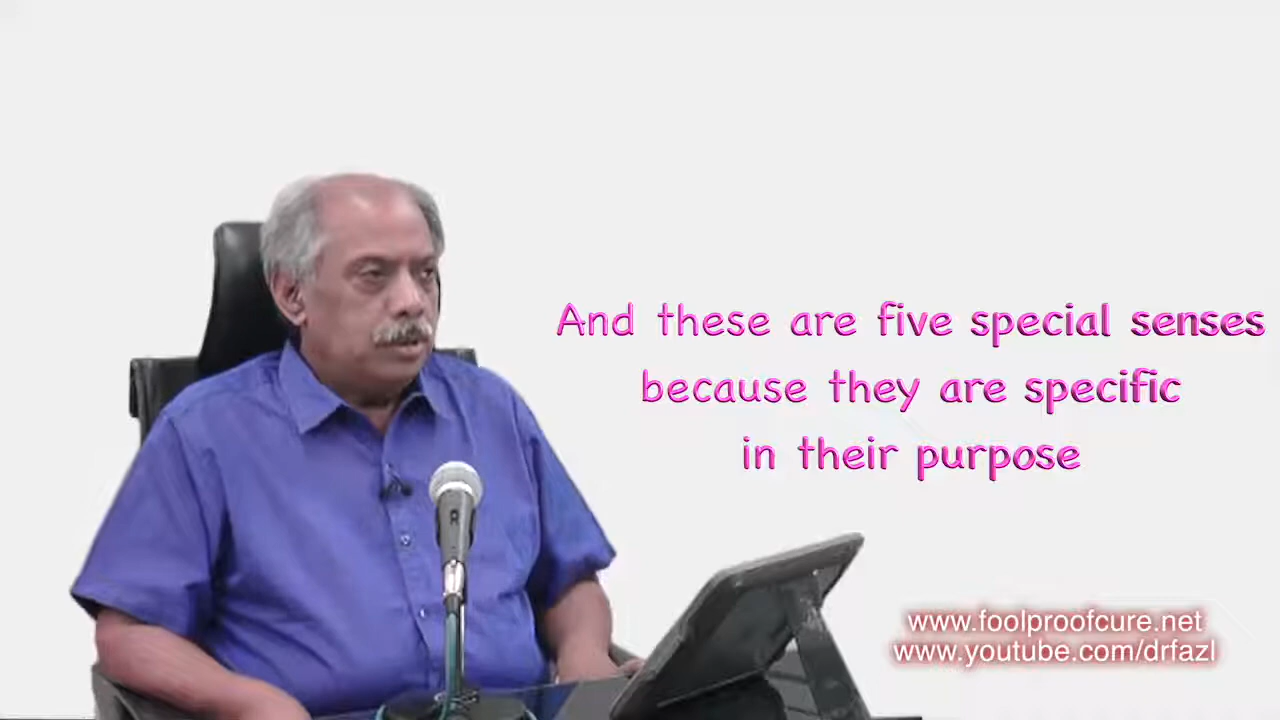 And these are five special senses
because they are specific
in their purpose
www.foolproofcure.net
www.youtube.com/drfazl